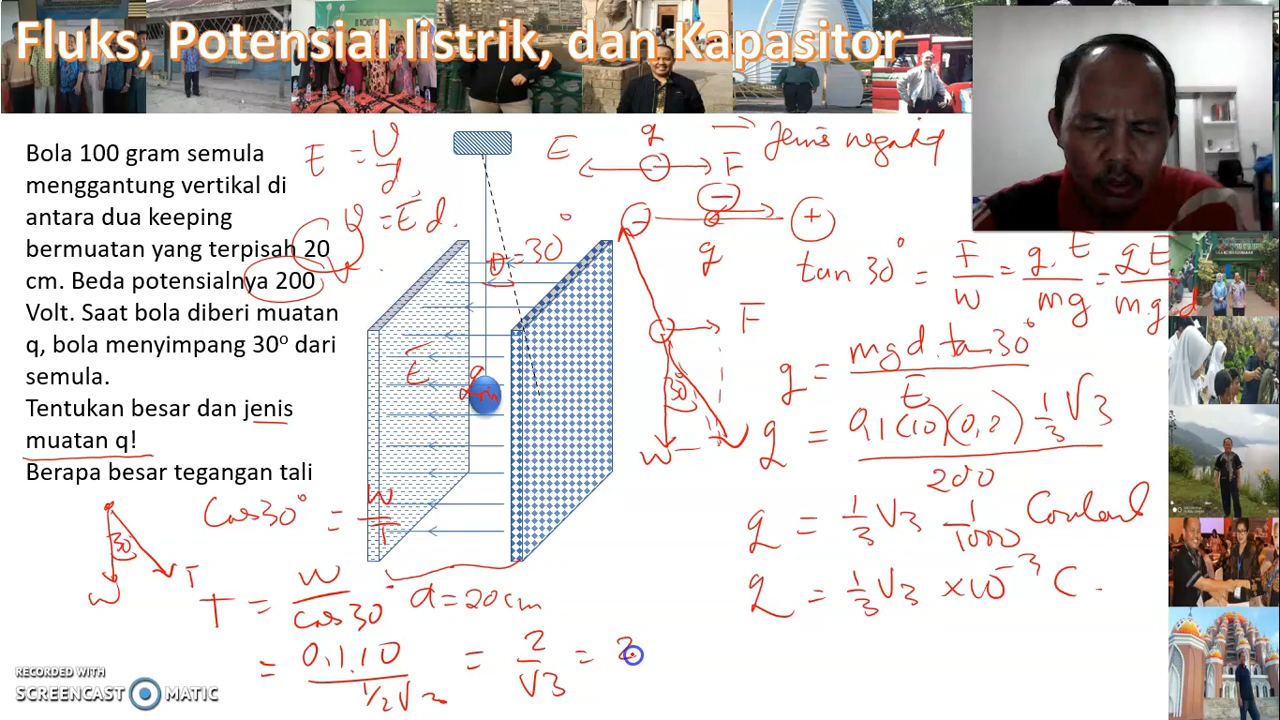 Fluks, Potensial listrik, dan Kapasitor
Bola 100 gram semula
menggantung vertikal di
antara dua keeping
bermuatan yang terpisah 20
cm. Beda potensialnya 200
Volt. Saat bola diberi muatan
q, bola menyimpang 30° dari
semula.
Tentukan besar dan jenis
muatan q!
Berapa besar tegangan tali
E = V/d
V = E d.
θ = 30°
E
q
m
d = 20 cm
E q F → Jenis negatif
− − +
q
F
30°
W
tan 30° = F/W = q.E/mg = qE/mg.d
q = mgd.tan30°/E
q = 0,1(10)(0,2) 1/3 √3 / 200
q = 1/3 √3 1/1000 Coulomb
q = 1/3 √3 × 10⁻³ C.
30°
W
T
Cos 30° = W/T
T = W/cos 30°
= 0,1.10 / ½√3 = 2/√3 = 2
RECORDED WITH
SCREENCAST MATIC